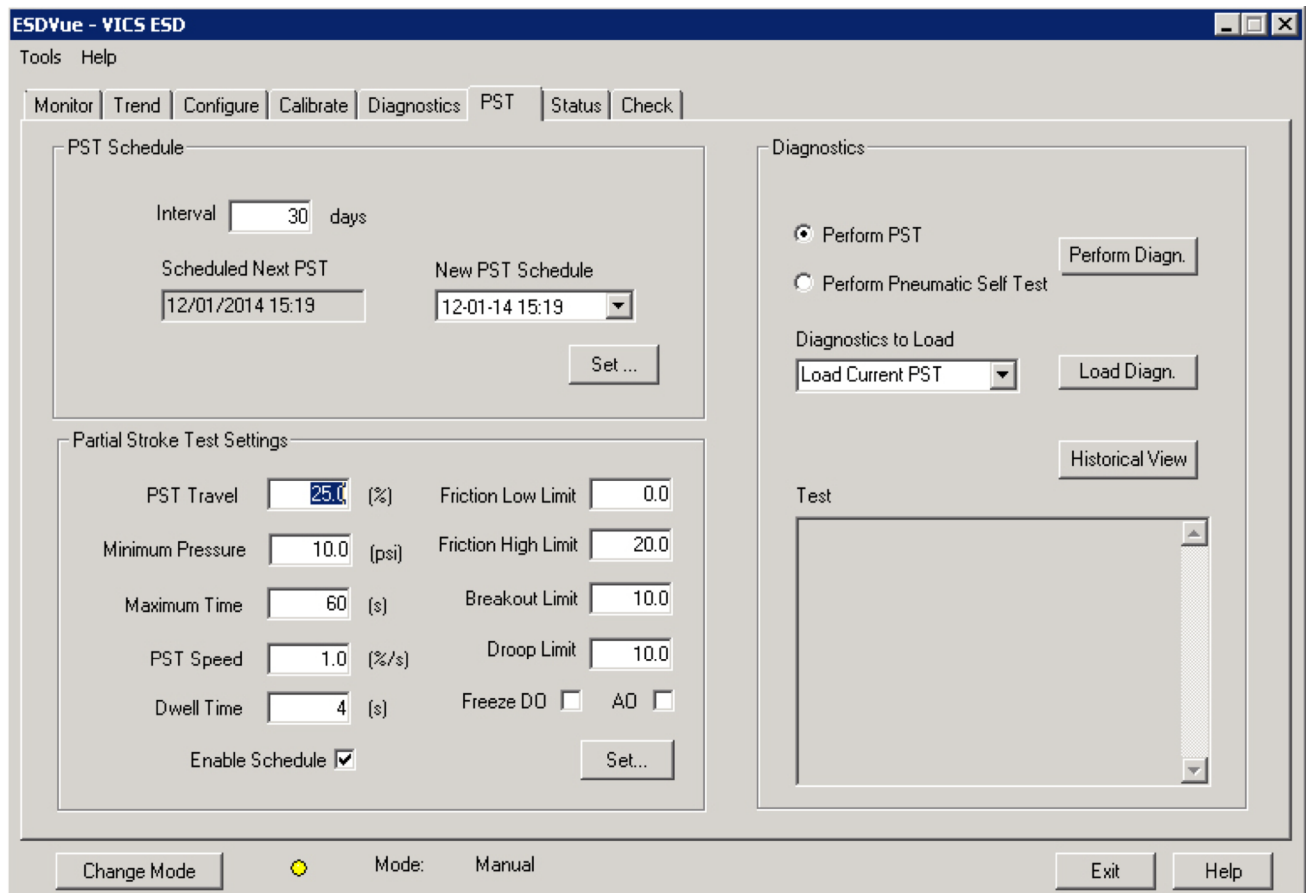 ESDVue - VICS ESD
Tools Help
Monitor Trend Configure Calibrate Diagnostics PST Status Check
PST Schedule
Interval 30 days
Scheduled Next PST
12/01/2014 15:19
New PST Schedule
12-01-14 15:19
Set ...
Partial Stroke Test Settings
PST Travel 25.0 (%)
Friction Low Limit 0.0
Minimum Pressure 10.0 (psi)
Friction High Limit 20.0
Maximum Time 60 (s)
Breakout Limit 10.0
PST Speed 1.0 (%/s)
Droop Limit 10.0
Dwell Time 4 (s)
Freeze DO AO
Enable Schedule
Set...
Diagnostics
Perform PST
Perform Pneumatic Self Test
Perform Diagn.
Diagnostics to Load
Load Current PST
Load Diagn.
Historical View
Test
Change Mode
Mode: Manual
Exit
Help